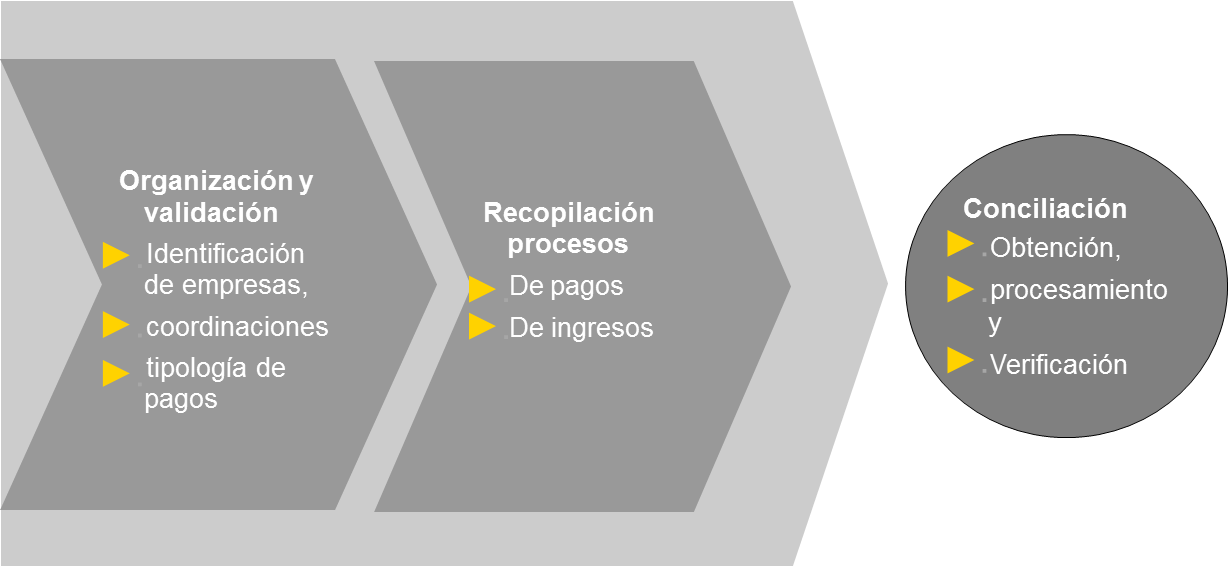 Organización y
validación
.Identificación
de empresas,
.coordinaciones
.tipología de
pagos
Recopilación
procesos
.De pagos
.De ingresos
Conciliación
.Obtención,
.procesamiento
y
.Verificación